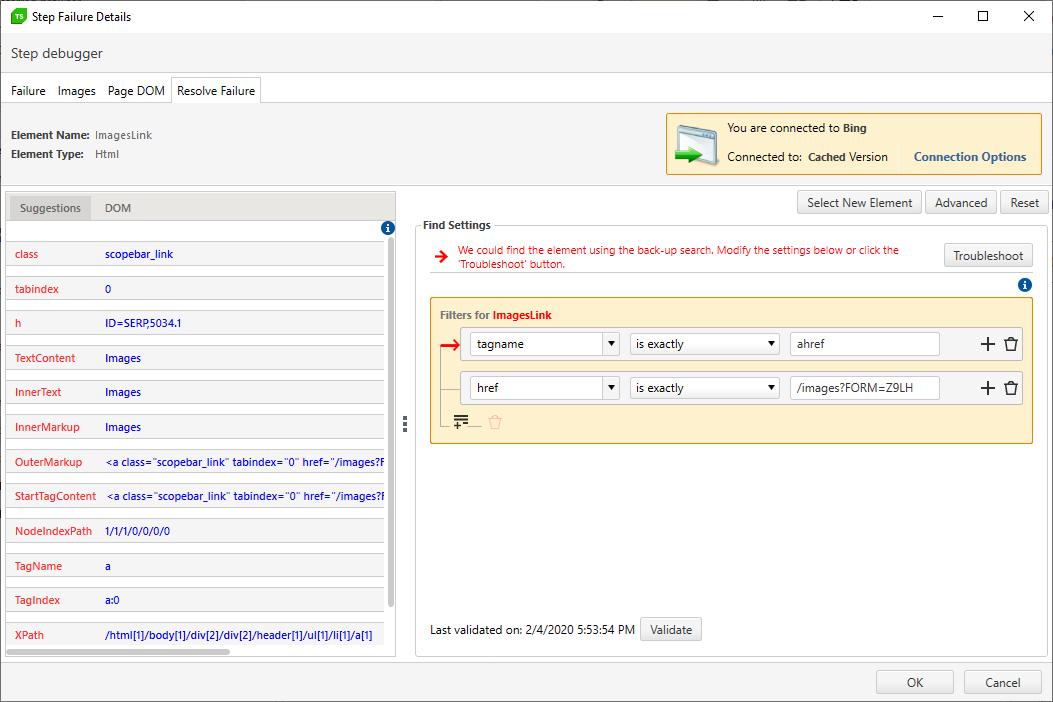 TS Step Failure Details
Step debugger
Failure Images Page DOM Resolve Failure
Element Name: ImagesLink
Element Type: Html
You are connected to Bing
Connected to: Cached Version Connection Options
Select New Element Advanced Reset
Suggestions DOM
class scopebar_link
tabindex 0
h ID=SERP,5034.1
TextContent Images
InnerText Images
InnerMarkup Images
OuterMarkup <a class="scopebar_link" tabindex="0" href="/images?F
StartTagContent <a class="scopebar_link" tabindex="0" href="/images?F
NodeIndexPath 1/1/1/0/0/0/0
TagName a
TagIndex a:0
XPath /html[1]/body[1]/div[2]/div[2]/header[1]/ul[1]/li[1]/a[1]
Find Settings
We could find the element using the back-up search. Modify the settings below or click the
'Troubleshoot' button.
Troubleshoot
Filters for ImagesLink
tagname is exactly ahref
href is exactly /images?FORM=Z9LH
Last validated on: 2/4/2020 5:53:54 PM Validate
OK Cancel